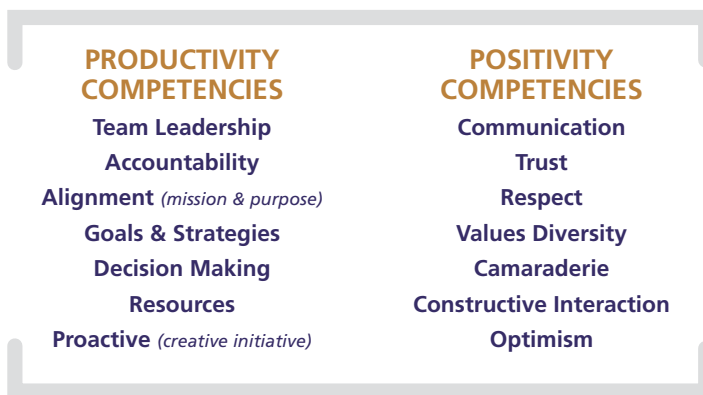 PRODUCTIVITY
COMPETENCIES
Team Leadership
Accountability
Alignment (mission & purpose)
Goals & Strategies
Decision Making
Resources
Proactive (creative initiative)
POSITIVITY
COMPETENCIES
Communication
Trust
Respect
Values Diversity
Camaraderie
Constructive Interaction
Optimism